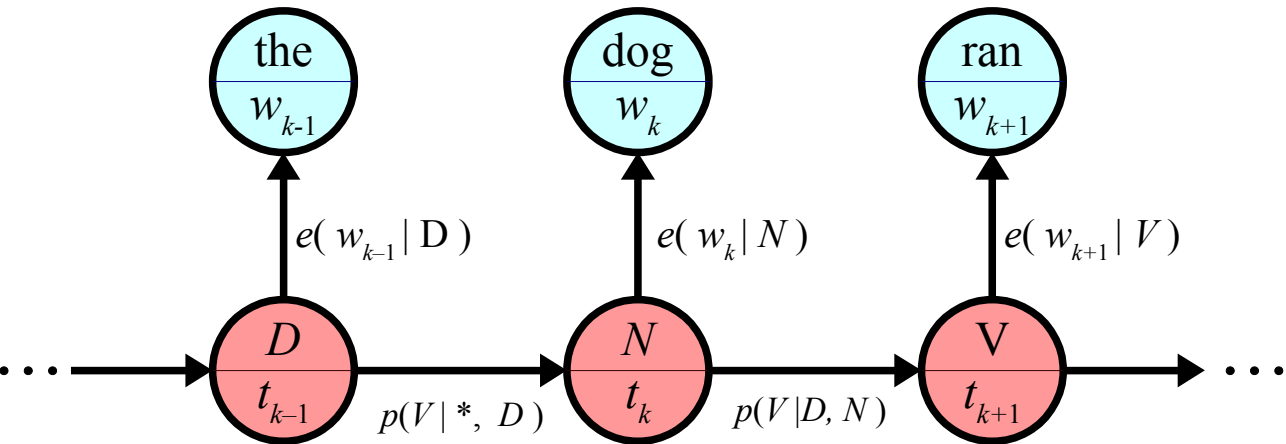 the dog ran
w_{k-1} w_k w_{k+1}
e( w_{k–1} | D ) e( w_k | N ) e( w_{k+1} | V )
D N V
... t_{k–1} t_k t_{k+1} ...
p(V | *, D ) p(V |D, N )